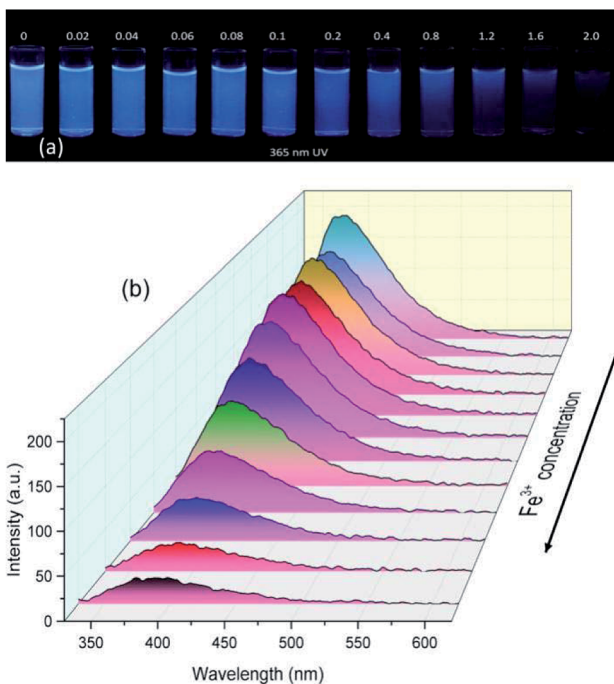 0 0.02 0.04 0.06 0.08 0.1 0.2 0.4 0.8 1.2 1.6 2.0
(a)
365 nm UV
(b)
200
150
100
50
0
Intensity (a.u.)
350 400 450 500 550 600
Wavelength (nm)
Fe³⁺ concentration